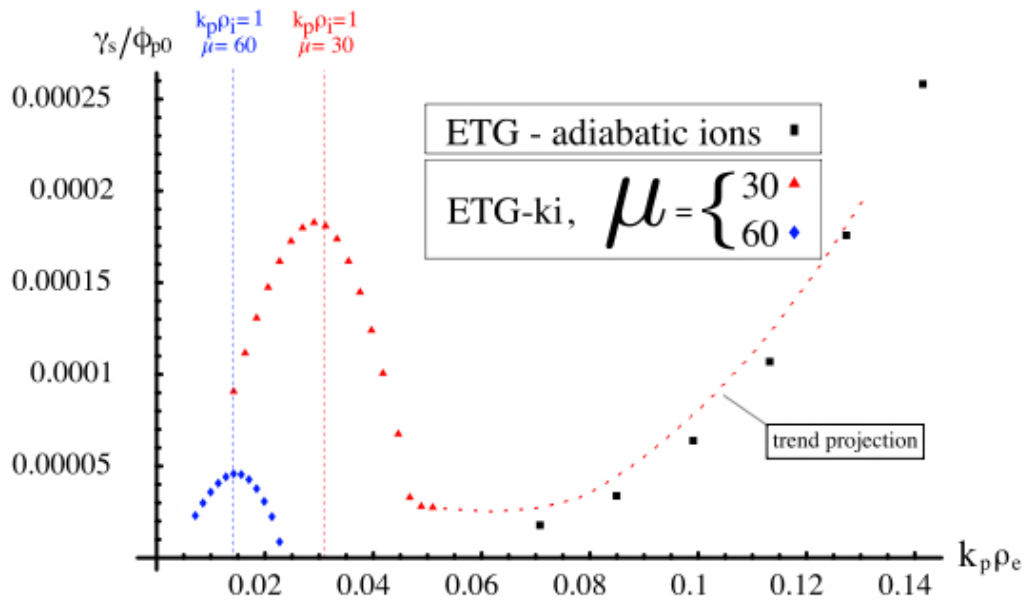 k_pρ_i=1
μ= 60
k_pρ_i=1
μ= 30
γ_s/ϕ_p0
0.00025
0.0002
0.00015
0.0001
0.00005
ETG - adiabatic ions
ETG-ki, μ = { 30
60
trend projection
0.02 0.04 0.06 0.08 0.1 0.12 0.14
k_pρ_e